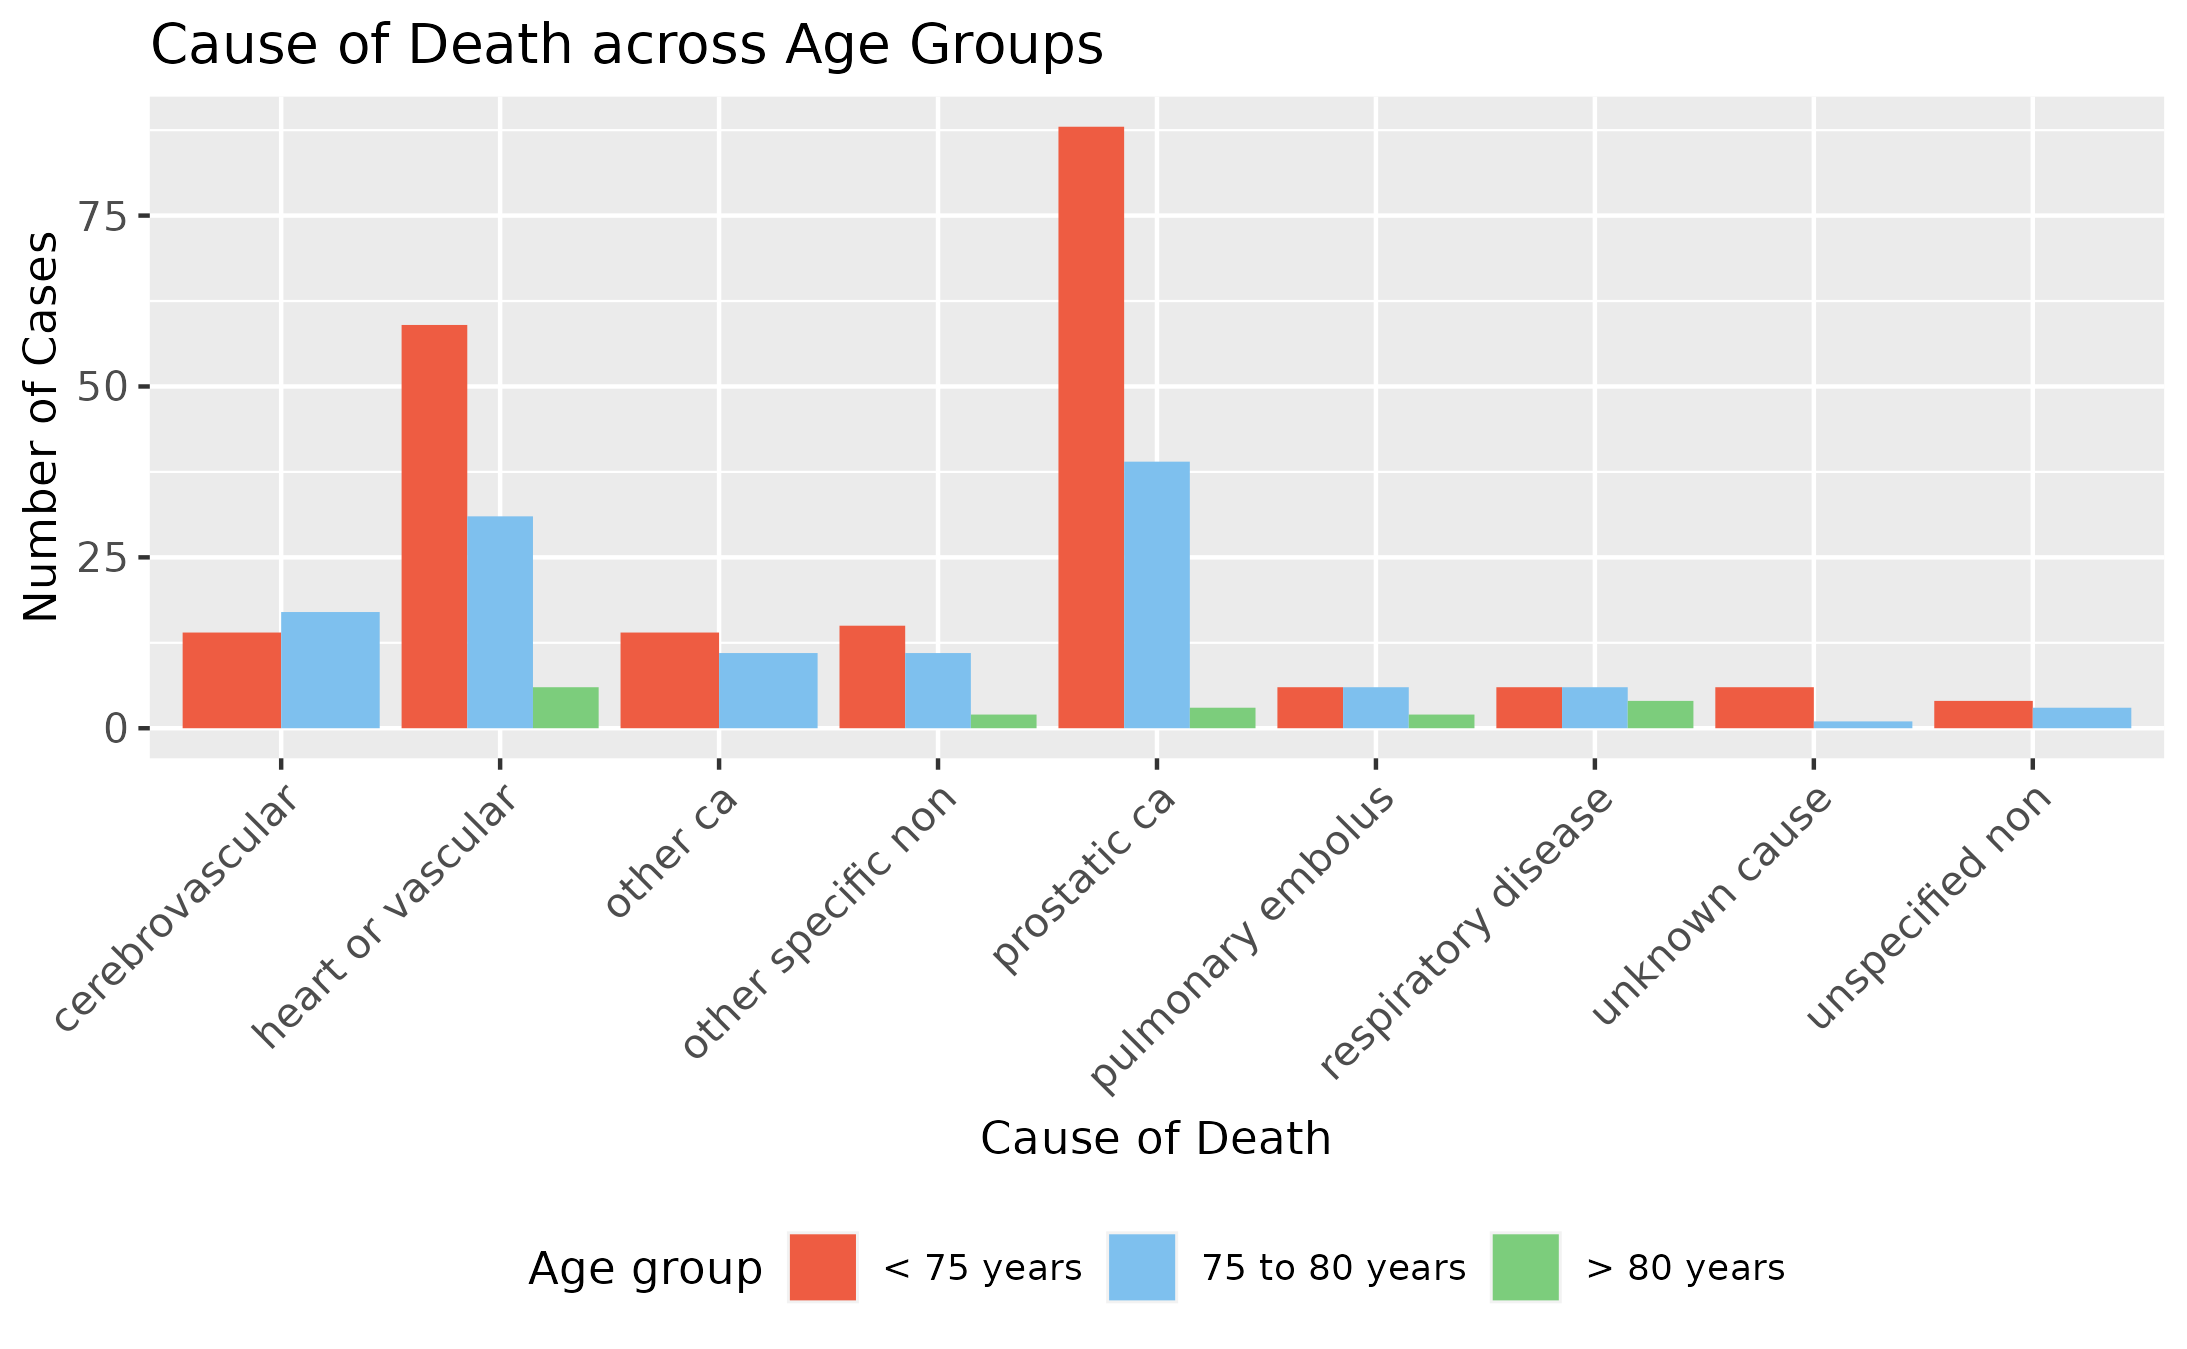 Cause of Death across Age Groups
Number of Cases
75
50
25
0
cerebrovascular
heart or vascular
other ca
other specific non
prostatic ca
pulmonary embolus
respiratory disease
unknown cause
unspecified non
Cause of Death
Age group < 75 years 75 to 80 years > 80 years